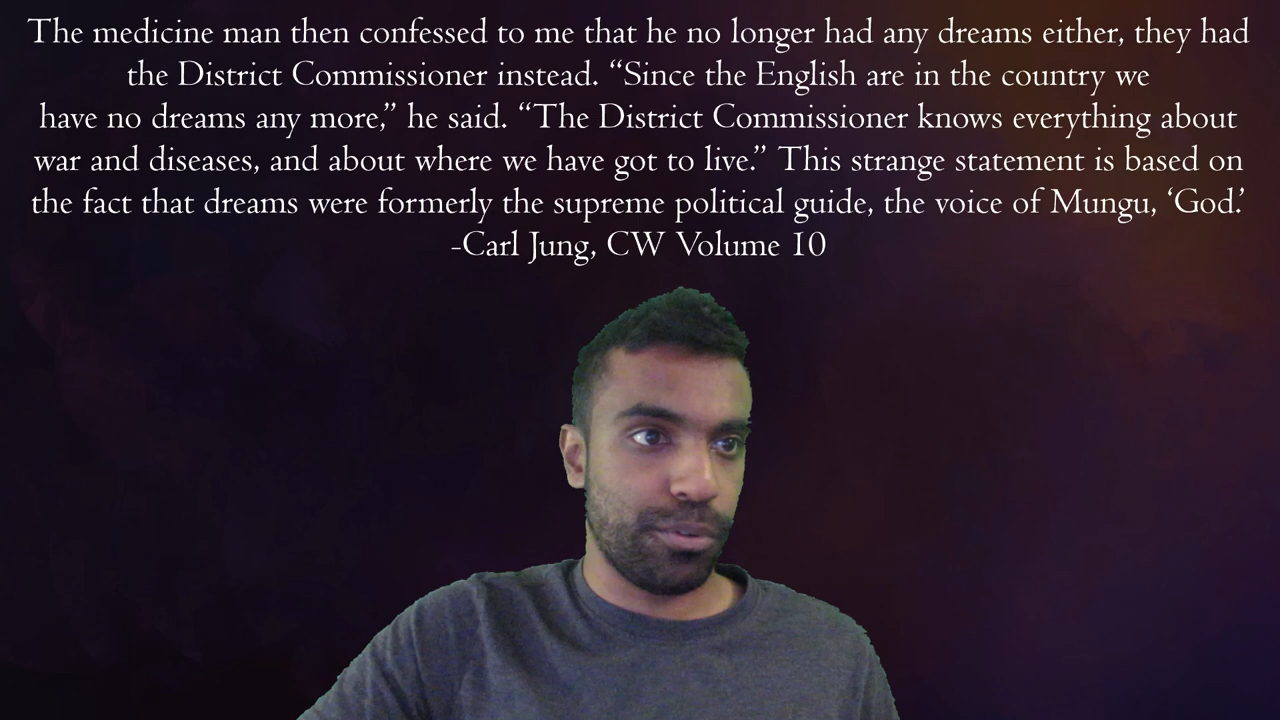 The medicine man then confessed to me that he no longer had any dreams either, they had
the District Commissioner instead. “Since the English are in the country we
have no dreams any more,” he said. “The District Commissioner knows everything about
war and diseases, and about where we have got to live.” This strange statement is based on
the fact that dreams were formerly the supreme political guide, the voice of Mungu, ‘God.’
-Carl Jung, CW Volume 10